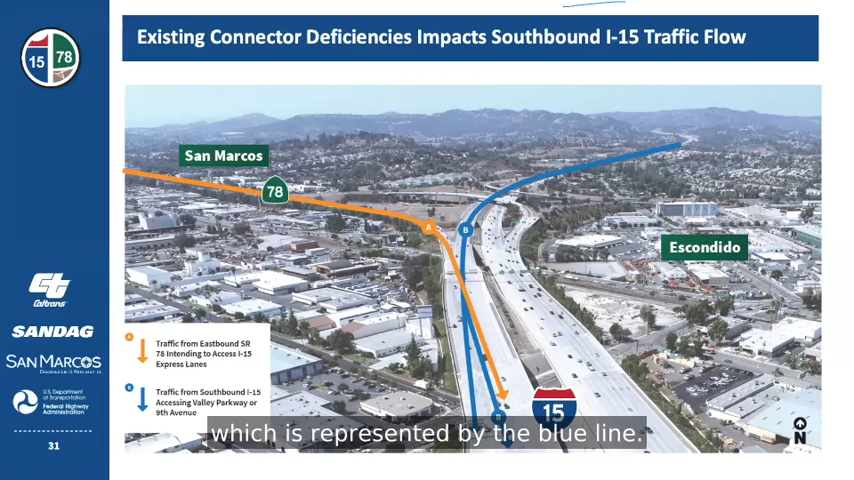 Existing Connector Deficiencies Impacts Southbound I-15 Traffic Flow
15 78
San Marcos
78
A
B
Escondido
Caltrans
SANDAG
SAN MARCOS
A
Traffic from Eastbound SR
78 Intending to Access I-15
Express Lanes
B
Traffic from Southbound I-15
Accessing Valley Parkway or
9th Avenue
U.S. Department
of Transportation
Federal Highway
Administration
15
B
which is represented by the blue line.
N
31